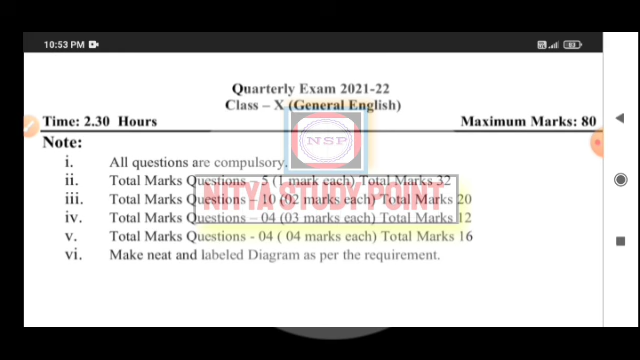 10:53 PM
Quarterly Exam 2021-22
Class – X (General English)
Time: 2.30 Hours Maximum Marks: 80
Note:
NSP
i. All questions are compulsory.
ii. Total Marks Questions – 5 (1 mark each) Total Marks 32
NITYA STUDY POINT
iii. Total Marks Questions – 10 (02 marks each) Total Marks 20
iv. Total Marks Questions – 04 (03 marks each) Total Marks 12
v. Total Marks Questions - 04 ( 04 marks each) Total Marks 16
vi. Make neat and labeled Diagram as per the requirement.